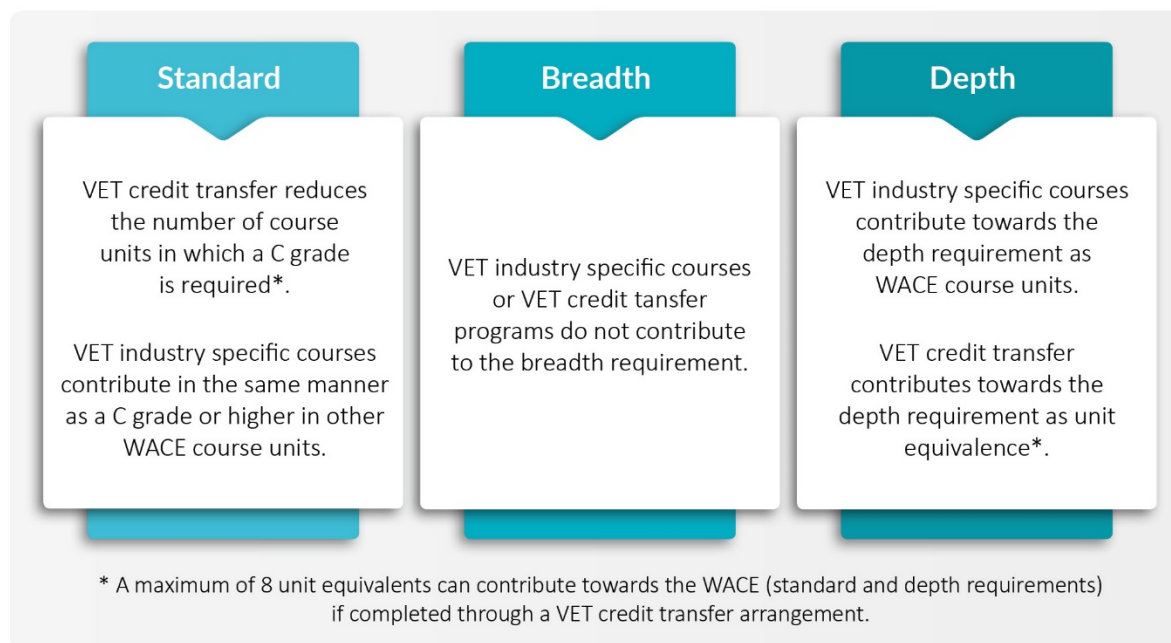 Standard
VET credit transfer reduces
the number of course
units in which a C grade
is required*.
VET industry specific courses
contribute in the same manner
as a C grade or higher in other
WACE course units.
Breadth
VET industry specific courses
or VET credit tansfer
programs do not contribute
to the breadth requirement.
Depth
VET industry specific courses
contribute towards the
depth requirement as
WACE course units.
VET credit transfer
contributes towards the
depth requirement as unit
equivalence*.
* A maximum of 8 unit equivalents can contribute towards the WACE (standard and depth requirements)
if completed through a VET credit transfer arrangement.